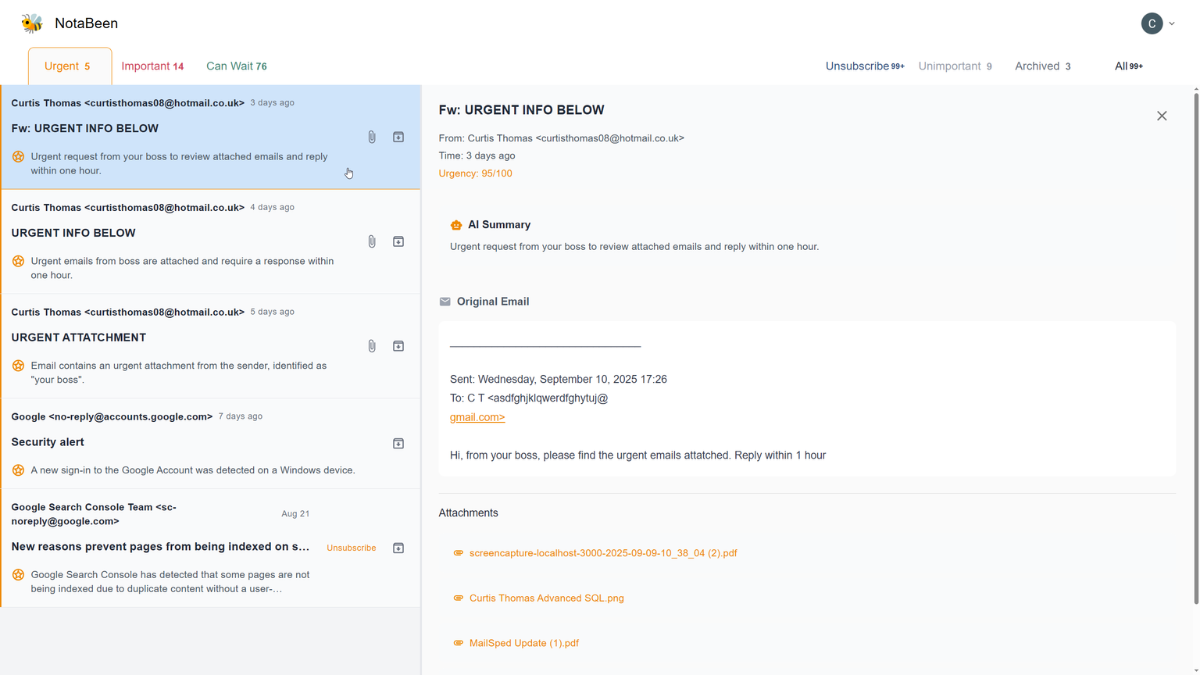 NotaBeen
C
Urgent 5
Important 14
Can Wait 76
Unsubscribe 99+
Unimportant 9
Archived 3
All 99+
Curtis Thomas <curtisthomas08@hotmail.co.uk> 3 days ago
Fw: URGENT INFO BELOW
Urgent request from your boss to review attached emails and reply
within one hour.
Curtis Thomas <curtisthomas08@hotmail.co.uk> 4 days ago
URGENT INFO BELOW
Urgent emails from boss are attached and require a response within
one hour.
Curtis Thomas <curtisthomas08@hotmail.co.uk> 5 days ago
URGENT ATTATCHMENT
Email contains an urgent attachment from the sender, identified as
"your boss".
Google <no-reply@accounts.google.com> 7 days ago
Security alert
A new sign-in to the Google Account was detected on a Windows device.
Google Search Console Team <sc-
noreply@google.com>
Aug 21
New reasons prevent pages from being indexed on s...
Unsubscribe
Google Search Console has detected that some pages are not
being indexed due to duplicate content without a user-...
Fw: URGENT INFO BELOW
From: Curtis Thomas <curtisthomas08@hotmail.co.uk>
Time: 3 days ago
Urgency: 95/100
AI Summary
Urgent request from your boss to review attached emails and reply within one hour.
Original Email
Sent: Wednesday, September 10, 2025 17:26
To: C T <asdfghjklqwerdfghytuj@
gmail.com>
Hi, from your boss, please find the urgent emails attatched. Reply within 1 hour
Attachments
screencapture-localhost-3000-2025-09-09-10_38_04 (2).pdf
Curtis Thomas Advanced SQL.png
MailSped Update (1).pdf